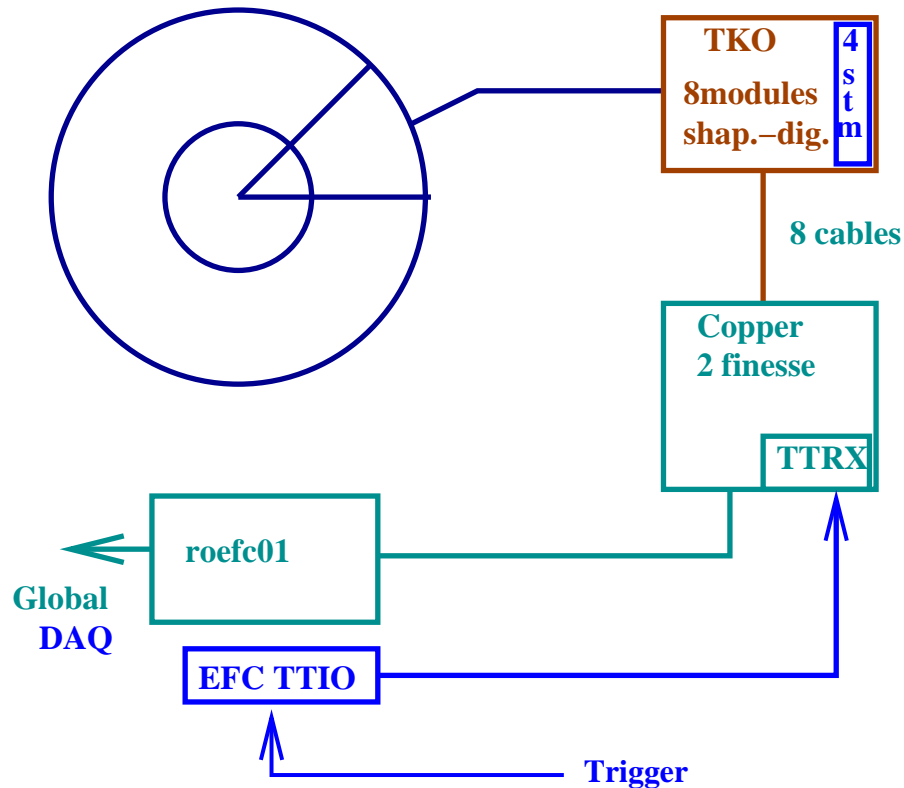 TKO
8modules
shap.−dig.
4
s
t
m
8 cables
Copper
2 finesse
TTRX
roefc01
Global
DAQ
EFC TTIO
Trigger